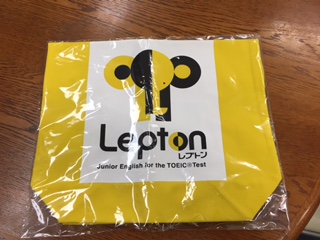 Lepton
レプトン
Junior English for the TOEIC® Test